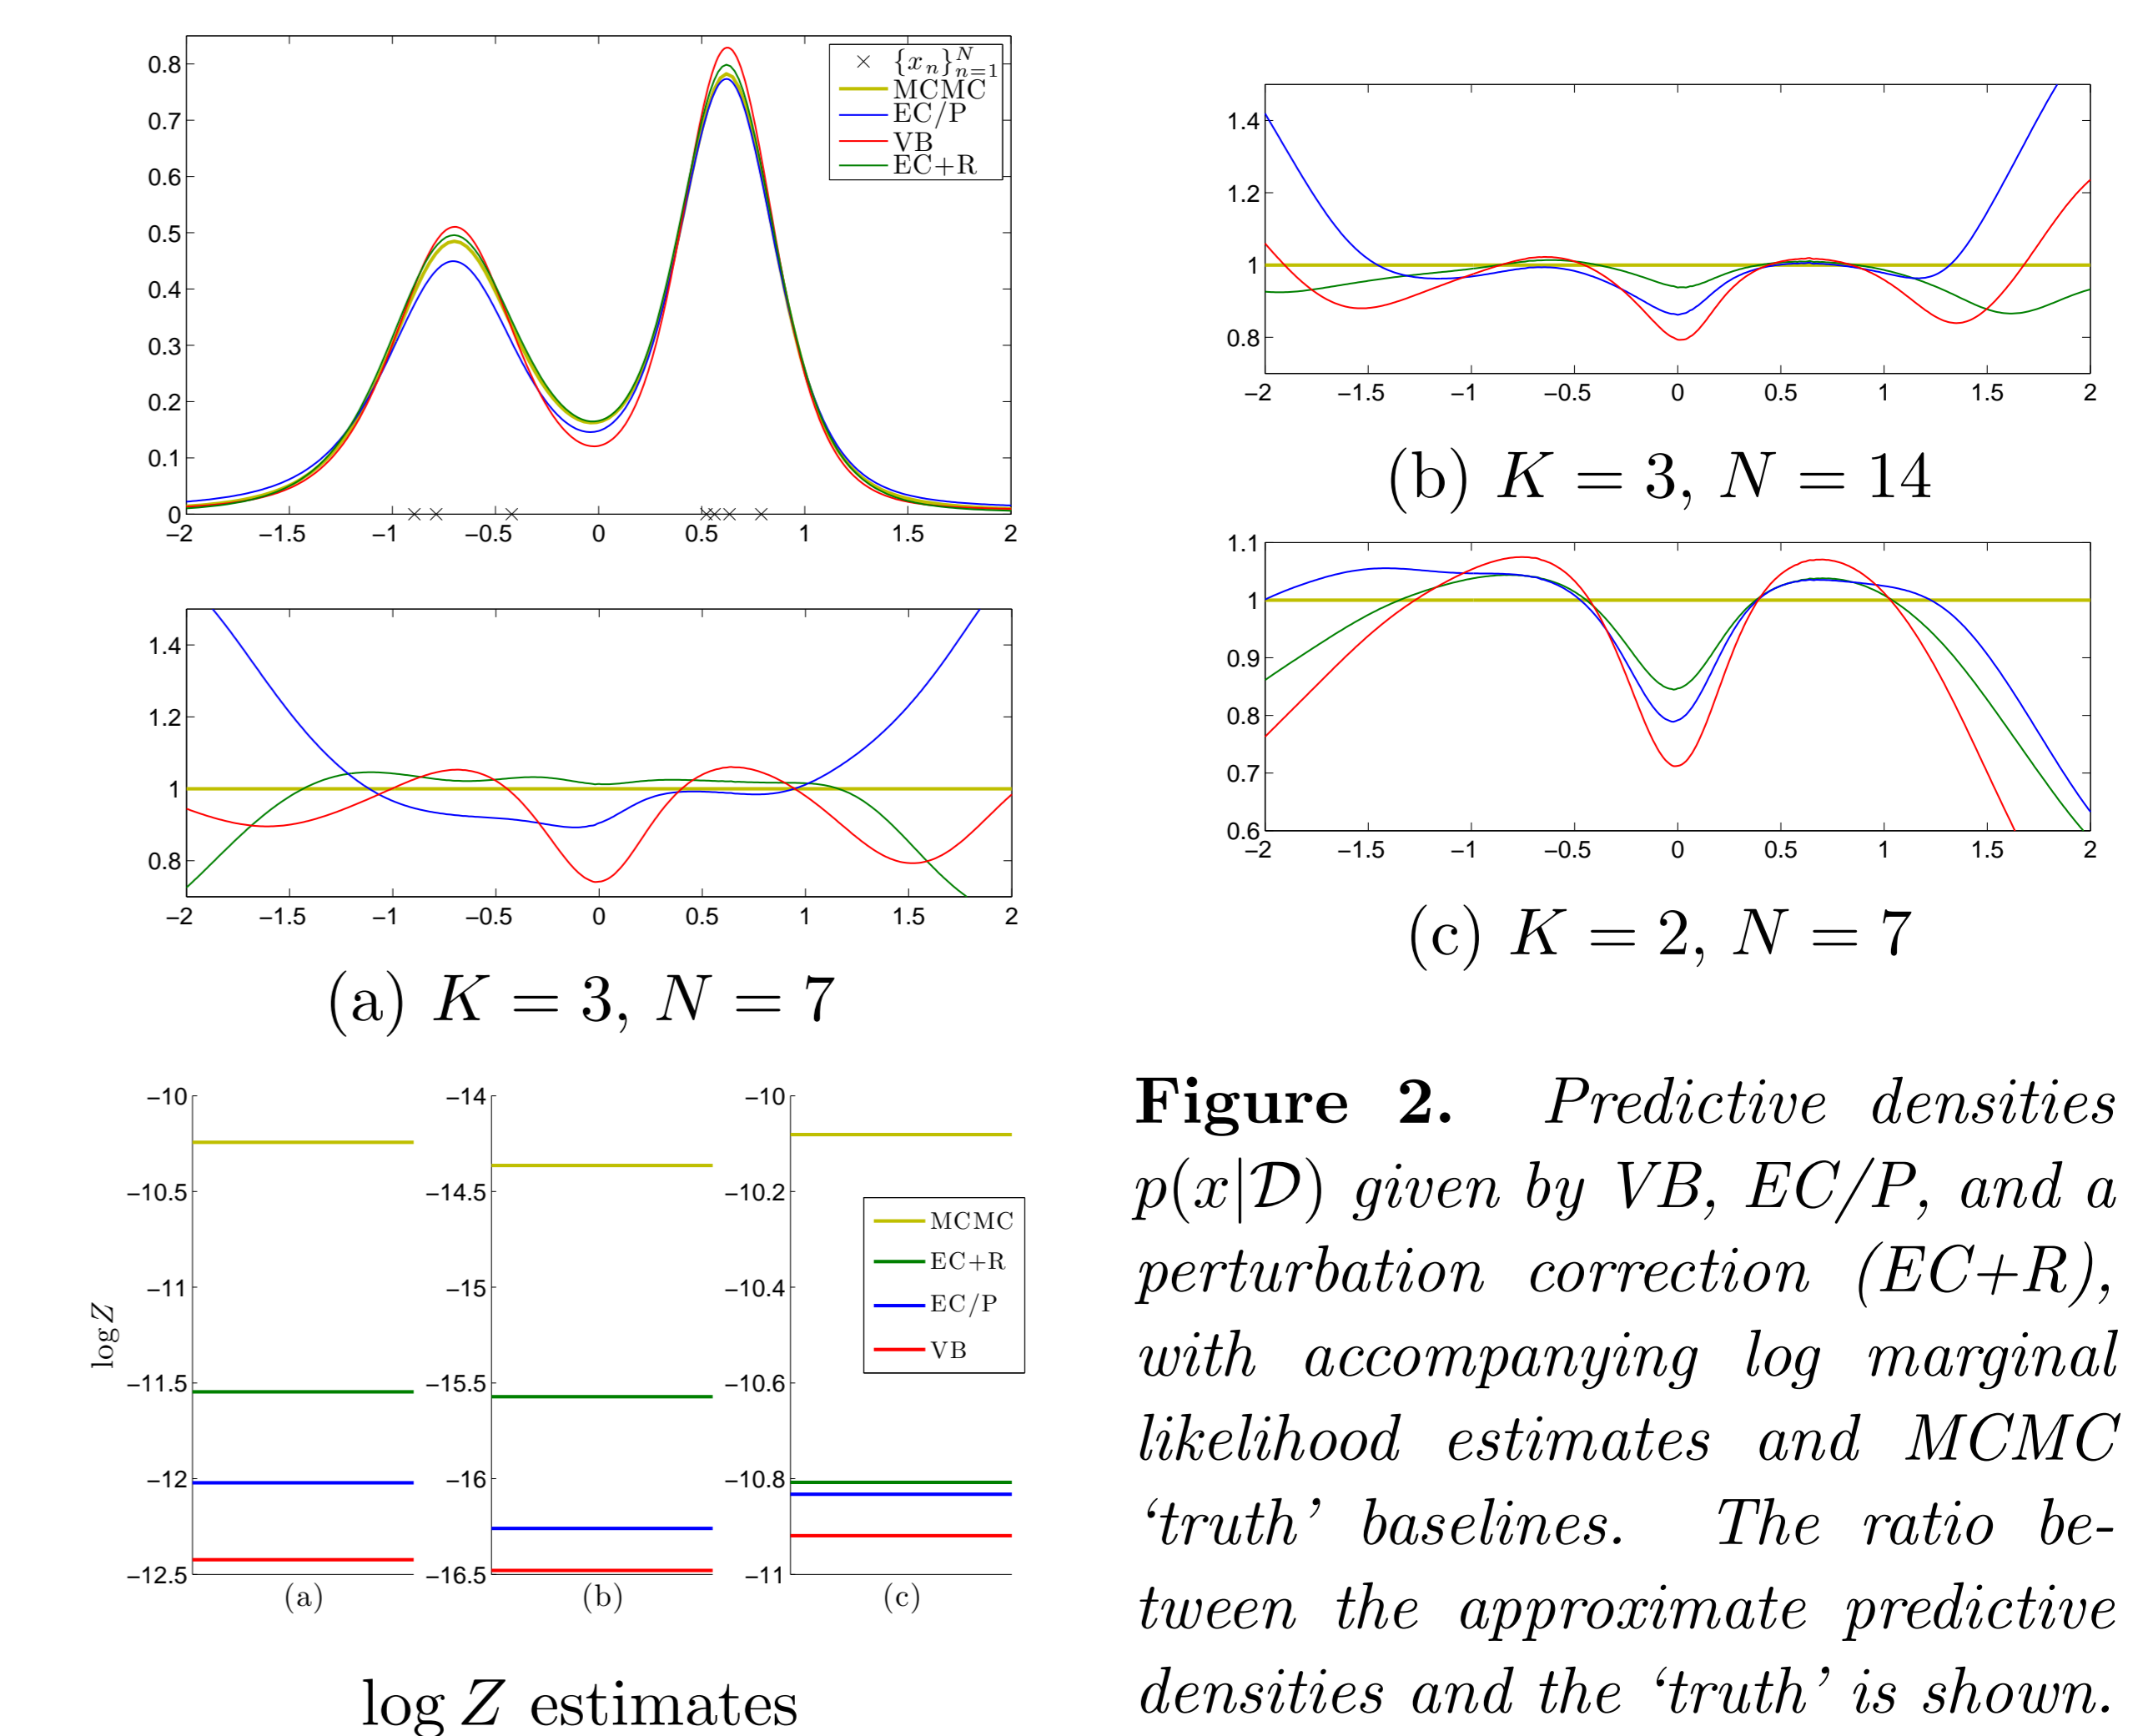 0.8
0.7
0.6
0.5
0.4
0.3
0.2
0.1
0
−2 −1.5 −1 −0.5 0 0.5 1 1.5 2
{x_n}_{n=1}^N
MCMC
EC/P
VB
EC+R
1.4
1.2
1
0.8
−2 −1.5 −1 −0.5 0 0.5 1 1.5 2
(a) K = 3, N = 7
1.4
1.2
1
0.8
−2 −1.5 −1 −0.5 0 0.5 1 1.5 2
(b) K = 3, N = 14
1.1
1
0.9
0.8
0.7
0.6
−2 −1.5 −1 −0.5 0 0.5 1 1.5 2
(c) K = 2, N = 7
log Z
−10
−10.5
−11
−11.5
−12
−12.5
(a)
−14
−14.5
−15
−15.5
−16
−16.5
(b)
−10
−10.2
−10.4
−10.6
−10.8
−11
(c)
MCMC
EC+R
EC/P
VB
log Z estimates
Figure 2. Predictive densities
p(x|𝒟) given by VB, EC/P, and a
perturbation correction (EC+R),
with accompanying log marginal
likelihood estimates and MCMC
‘truth’ baselines. The ratio be-
tween the approximate predictive
densities and the ‘truth’ is shown.